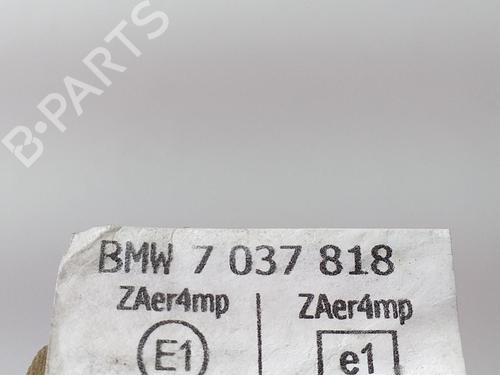 B-PARTS
BMW 7 037 818
ZAer4mp ZAer4mp
E1 e1